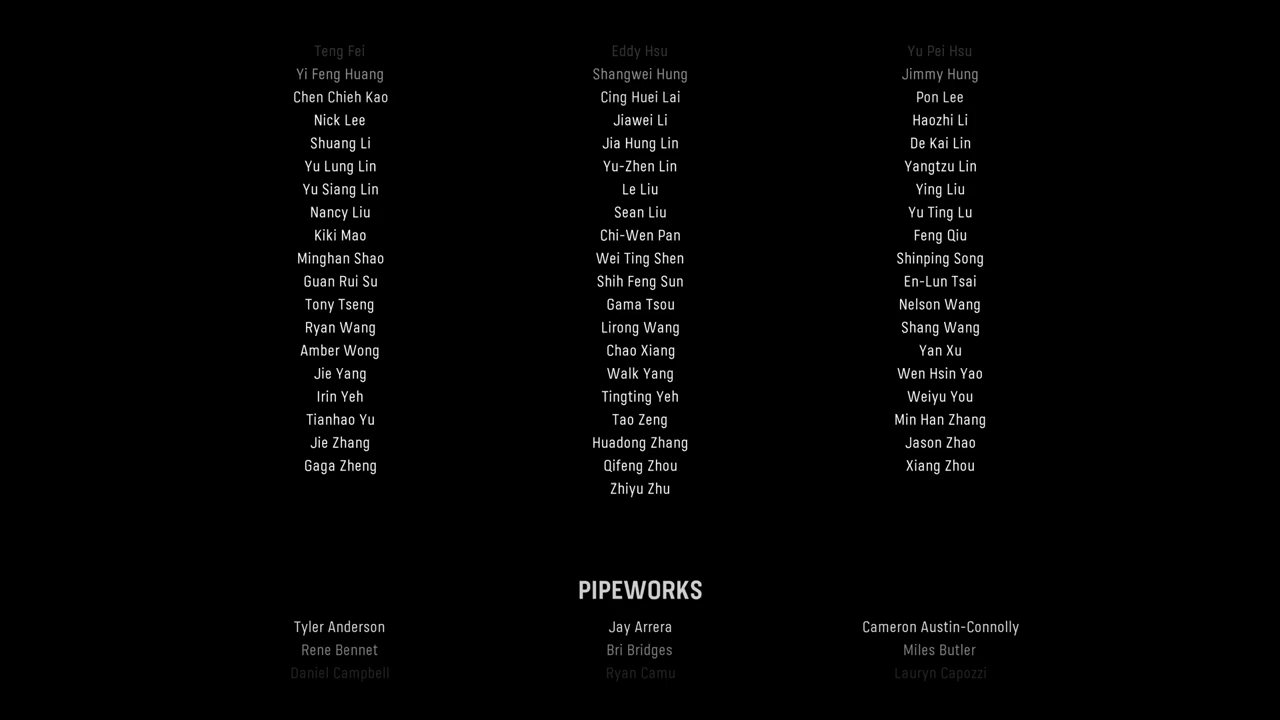 Teng Fei Eddy Hsu Yu Pei Hsu
Yi Feng Huang Shangwei Hung Jimmy Hung
Chen Chieh Kao Cing Huei Lai Pon Lee
Nick Lee Jiawei Li Haozhi Li
Shuang Li Jia Hung Lin De Kai Lin
Yu Lung Lin Yu-Zhen Lin Yangtzu Lin
Yu Siang Lin Le Liu Ying Liu
Nancy Liu Sean Liu Yu Ting Lu
Kiki Mao Chi-Wen Pan Feng Qiu
Minghan Shao Wei Ting Shen Shinping Song
Guan Rui Su Shih Feng Sun En-Lun Tsai
Tony Tseng Gama Tsou Nelson Wang
Ryan Wang Lirong Wang Shang Wang
Amber Wong Chao Xiang Yan Xu
Jie Yang Walk Yang Wen Hsin Yao
Irin Yeh Tingting Yeh Weiyu You
Tianhao Yu Tao Zeng Min Han Zhang
Jie Zhang Huadong Zhang Jason Zhao
Gaga Zheng Qifeng Zhou Xiang Zhou
Zhiyu Zhu
PIPEWORKS
Tyler Anderson Jay Arrera Cameron Austin-Connolly
Rene Bennet Bri Bridges Miles Butler
Daniel Campbell Ryan Camu Lauryn Capozzi